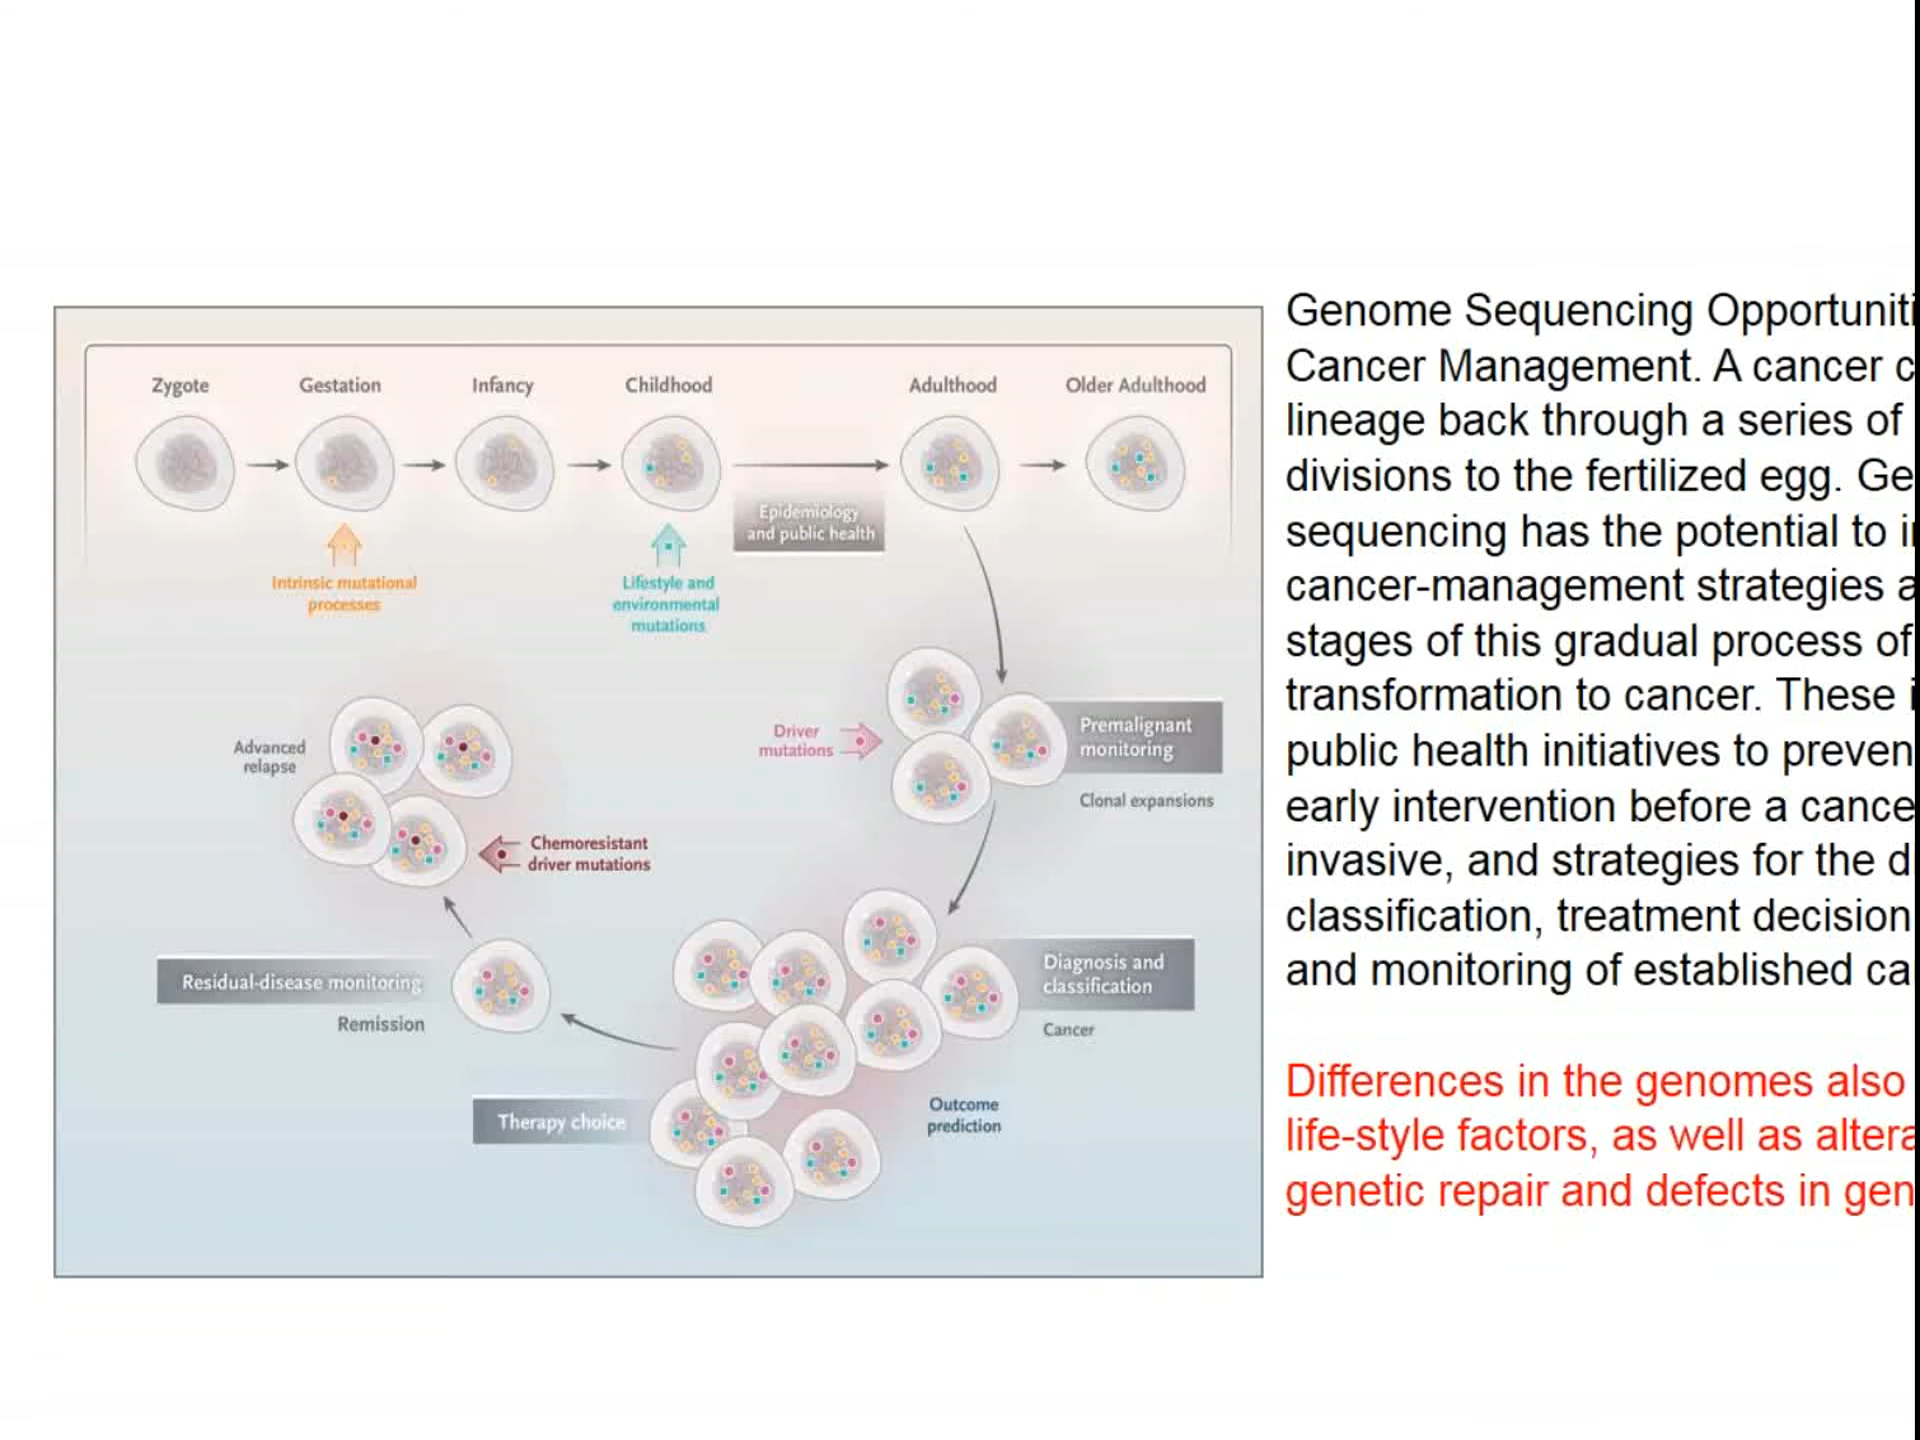 Zygote
Gestation
Infancy
Childhood
Adulthood
Older Adulthood
Epidemiology
and public health
Intrinsic mutational
processes
Lifestyle and
environmental
mutations
Driver
mutations
Premalignant
monitoring
Clonal expansions
Advanced
relapse
Chemoresistant
driver mutations
Residual-disease monitoring
Remission
Diagnosis and
classification
Cancer
Therapy choice
Outcome
prediction
Genome Sequencing Opportuniti
Cancer Management. A cancer c
lineage back through a series of
divisions to the fertilized egg. Ge
sequencing has the potential to i
cancer-management strategies a
stages of this gradual process of
transformation to cancer. These i
public health initiatives to preven
early intervention before a cance
invasive, and strategies for the d
classification, treatment decision
and monitoring of established ca
Differences in the genomes also
life-style factors, as well as altera
genetic repair and defects in gen